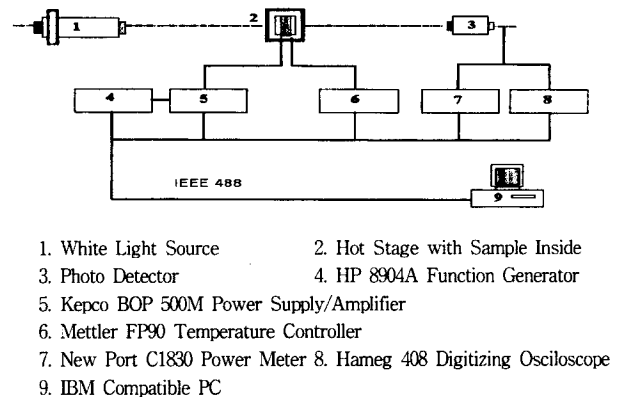 1 2 3
4 5 6 7 8
IEEE 488
9
1. White Light Source 2. Hot Stage with Sample Inside
3. Photo Detector 4. HP 8904A Function Generator
5. Kepco BOP 500M Power Supply/Amplifier
6. Mettler FP90 Temperature Controller
7. New Port C1830 Power Meter 8. Hameg 408 Digitizing Osciloscope
9. IBM Compatible PC